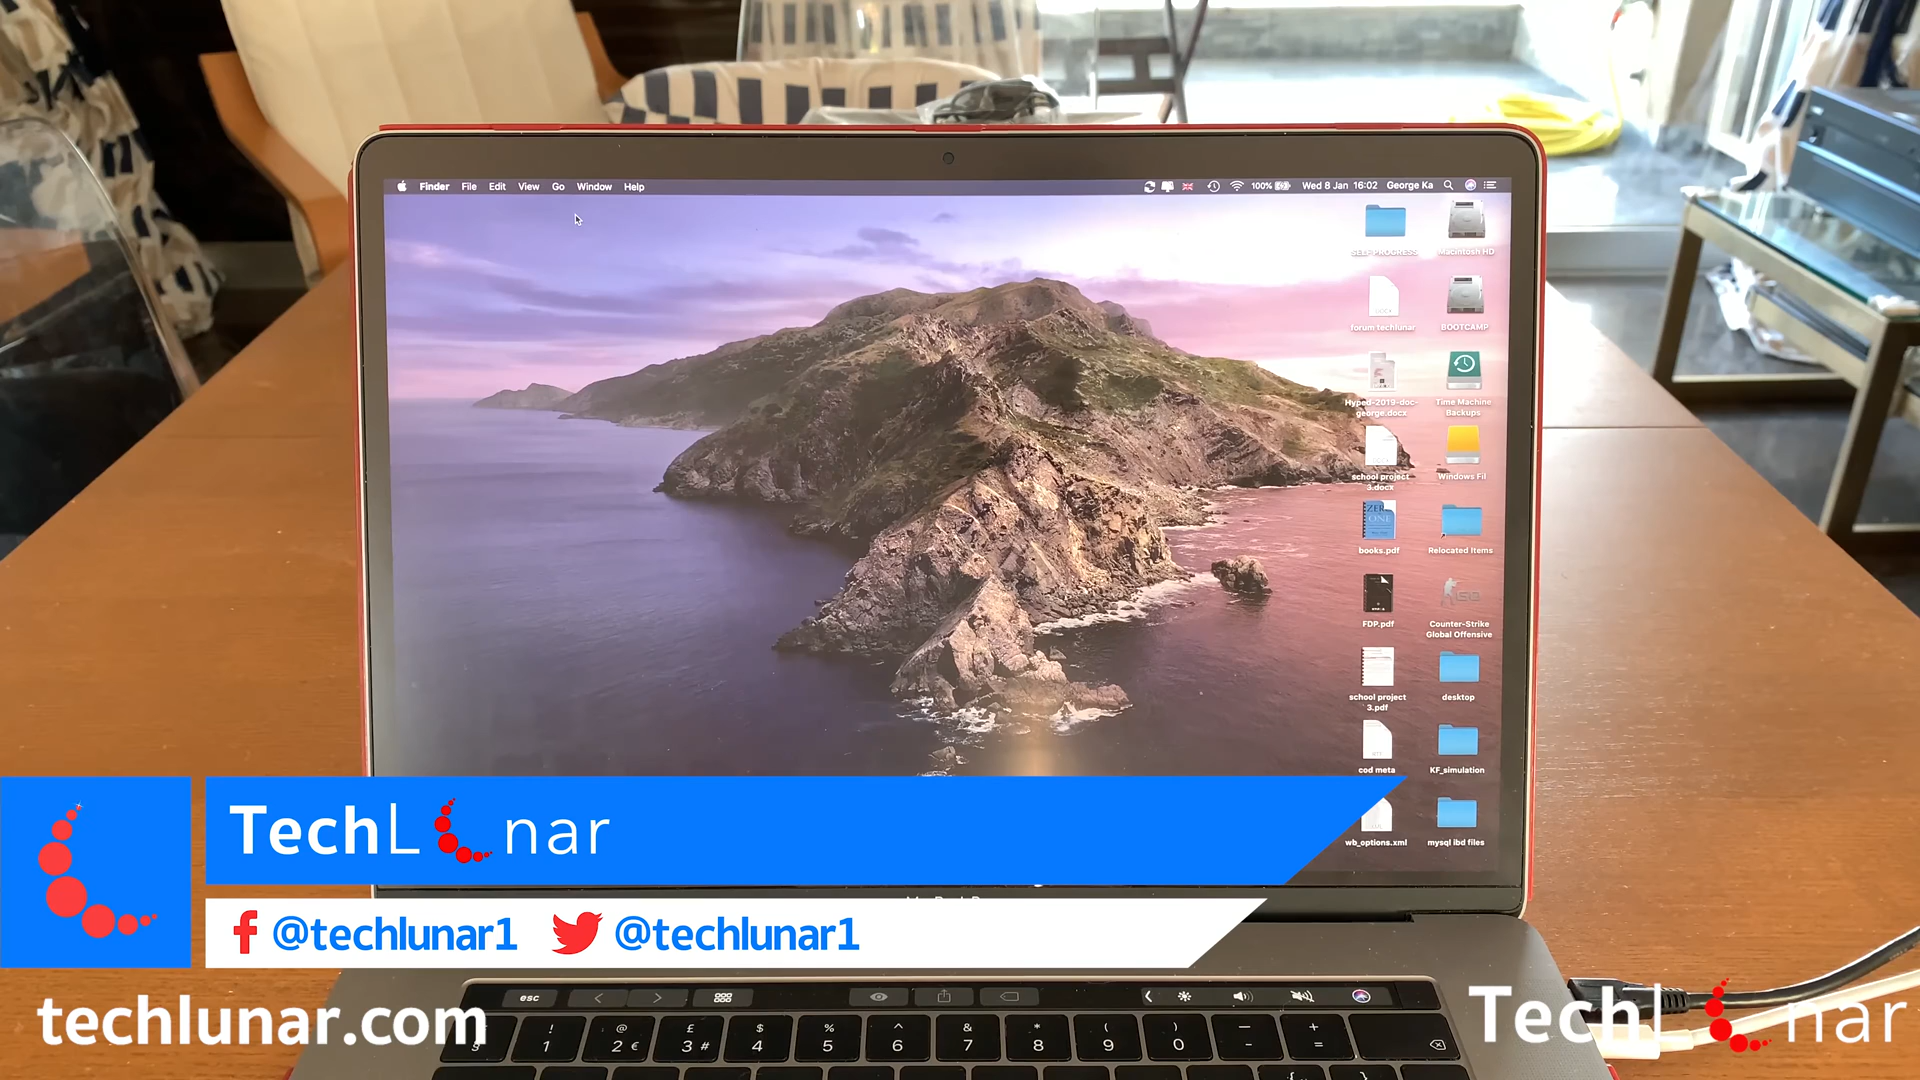 Finder File Edit View Go Window Help
100% Wed 8 Jan 16:02 George Ka
SELF-PROGRESS Macintosh HD
forum techlunar BOOTCAMP
Hyped-2019-doc-
george.docx
Time Machine
Backups
school project
3.docx
Windows Fil
ZER
ONE
books.pdf Relocated Items
FDP.pdf
Counter-Strike
Global Offensive
school project
3.pdf
desktop
cod meta KF_simulation
wb_options.xml mysql ibd files
TechL nar
@techlunar1 @techlunar1
techlunar.com
TechL nar
esc
! @ £ $ % ^ & * ( ) — +
§ 1 2 € 3 # 4 5 6 7 8 9 0 - =
{ }